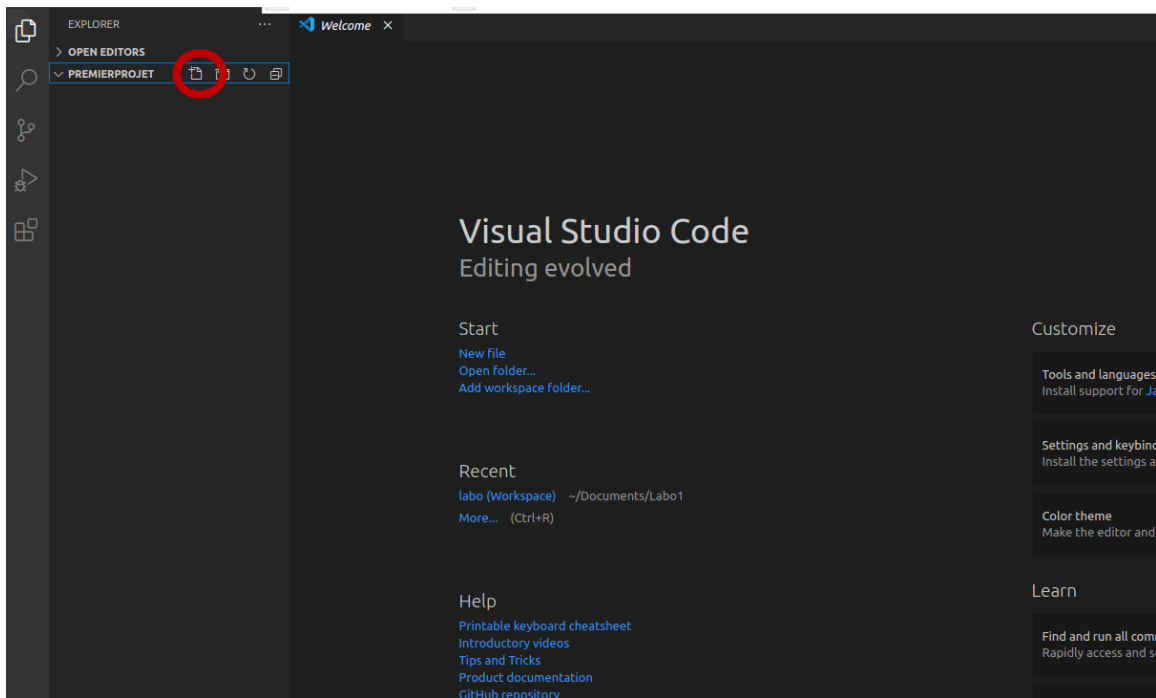 EXPLORER
Welcome
OPEN EDITORS
PREMIERPROJET
Visual Studio Code
Editing evolved
Start
New file
Open folder...
Add workspace folder...
Recent
labo (Workspace) ~/Documents/Labo1
More... (Ctrl+R)
Help
Printable keyboard cheatsheet
Introductory videos
Tips and Tricks
Product documentation
GitHub repository
Customize
Tools and languages
Install support for Ja
Settings and keybind
Install the settings a
Color theme
Make the editor and
Learn
Find and run all com
Rapidly access and s